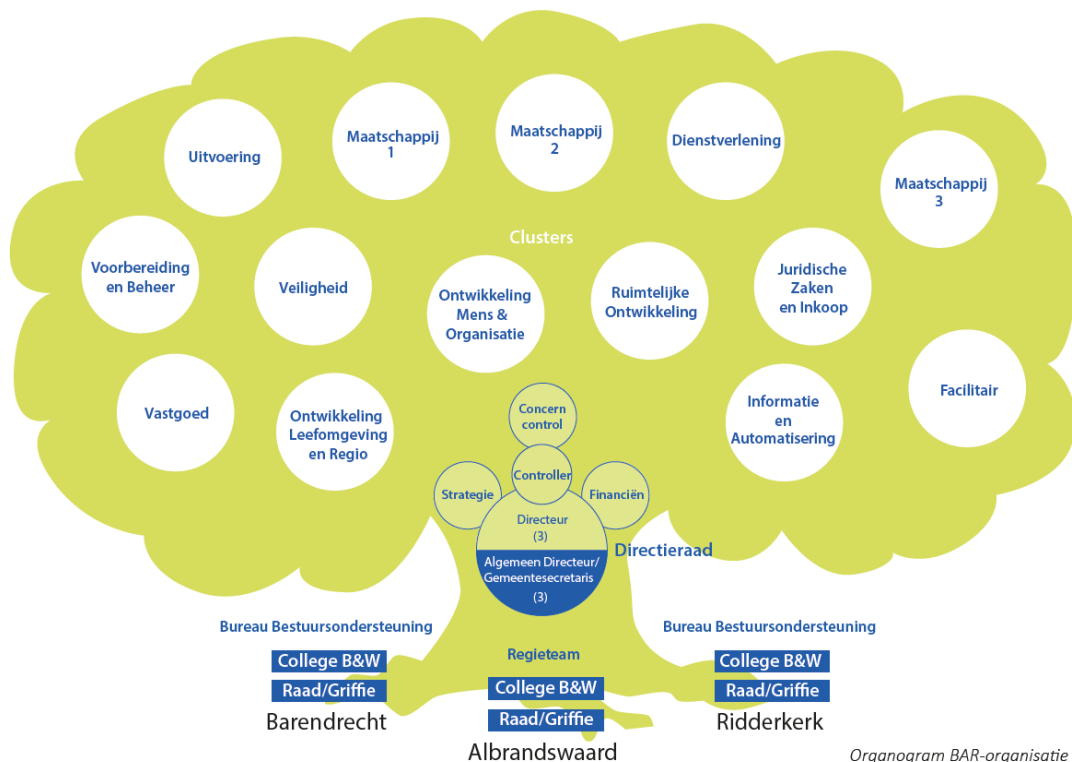 Uitvoering
Maatschappij
1
Maatschappij
2
Dienstverlening
Maatschappij
3
Clusters
Voorbereiding
en Beheer
Veiligheid
Ontwikkeling
Mens &
Organisatie
Ruimtelijke
Ontwikkeling
Juridische
Zaken
en Inkoop
Vastgoed
Ontwikkeling
Leefomgeving
en Regio
Informatie
en
Automatisering
Facilitair
Concern
control
Controller
Strategie
Financiën
Directeur
(3)
Directieraad
Algemeen Directeur/
Gemeentesecretaris
(3)
Bureau Bestuursondersteuning
College B&W
Raad/Griffie
Barendrecht
Regieteam
College B&W
Raad/Griffie
Albrandswaard
Bureau Bestuursondersteuning
College B&W
Raad/Griffie
Ridderkerk
Organogram BAR-organisatie